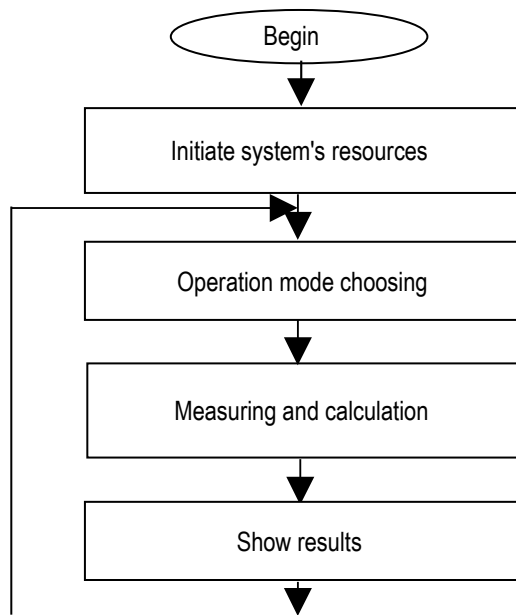 Begin
Initiate system's resources
Operation mode choosing
Measuring and calculation
Show results